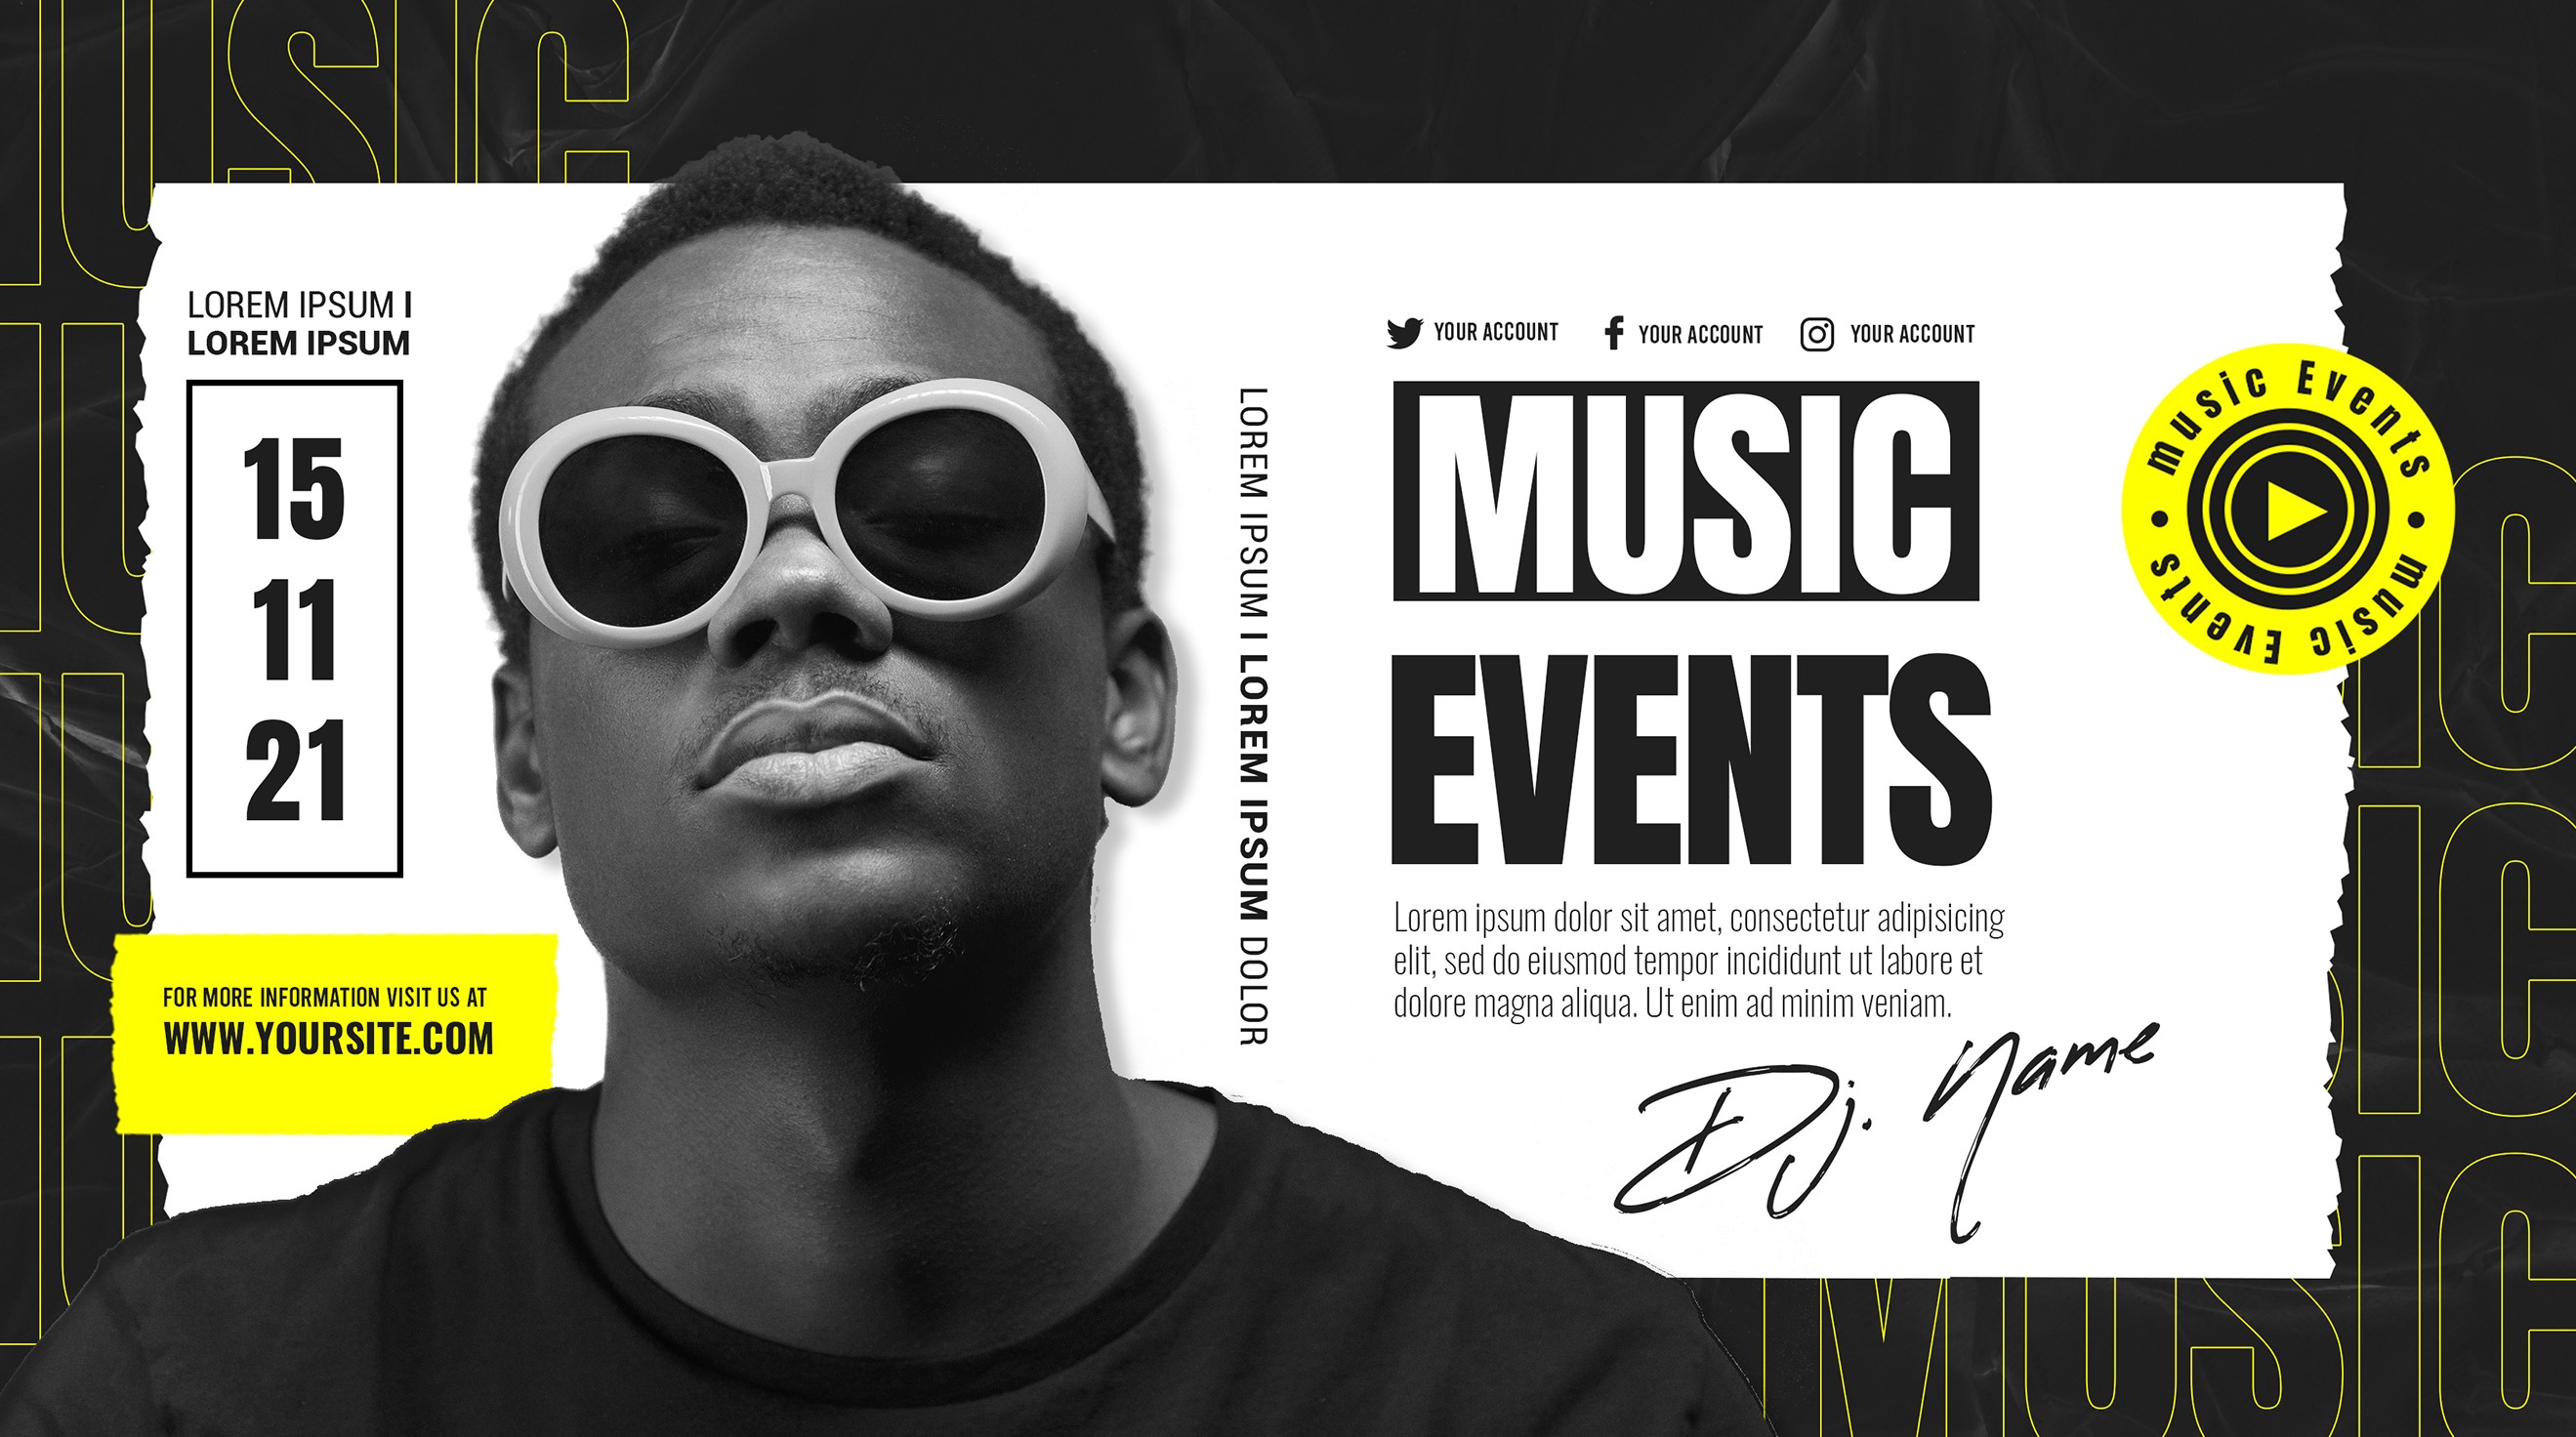 MUSIC
LOREM IPSUM I
LOREM IPSUM
15
11
21
FOR MORE INFORMATION VISIT US AT
WWW.YOURSITE.COM
LOREM IPSUM I LOREM IPSUM DOLOR
YOUR ACCOUNT YOUR ACCOUNT YOUR ACCOUNT
MUSIC
EVENTS
Lorem ipsum dolor sit amet, consectetur adipisicing
elit, sed do eiusmod tempor incididunt ut labore et
dolore magna aliqua. Ut enim ad minim veniam.
Dj. Name
music Events • music Events •
MUSIC